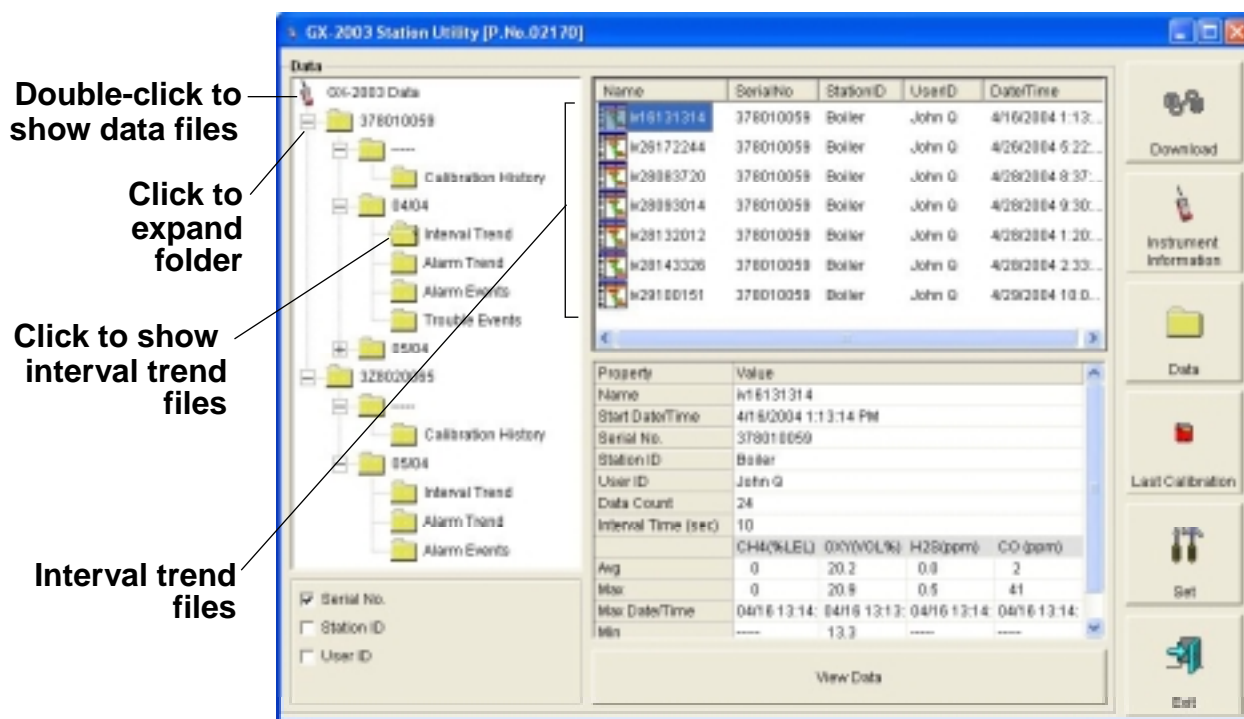 GX-2003 Station Utility [P.No.02170]
Data
Double-click to
show data files
Click to
expand
folder
Click to show
interval trend
files
Interval trend
files
GX-2003 Data
378010059
----
Calibration History
04/04
Interval Trend
Alarm Trend
Alarm Events
Trouble Events
05/04
----
Calibration History
05/04
Interval Trend
Alarm Trend
Alarm Events
Serial No.
Station ID
User ID
Name SerialNo StationID UserID Date/Time
iv16131314 378010059 Boiler John Q 4/16/2004 1:13:...
iv26172244 378010059 Boiler John Q 4/26/2004 5:22:...
iv28083720 378010059 Boiler John Q 4/28/2004 8:37:...
iv28093014 378010059 Boiler John Q 4/28/2004 9:30:...
iv28132012 378010059 Boiler John Q 4/28/2004 1:20:...
iv28143326 378010059 Boiler John Q 4/28/2004 2:33:...
iv29100151 378010059 Boiler John Q 4/29/2004 10:0...
Property Value
Name iv16131314
Start Date/Time 4/16/2004 1:13:14 PM
Serial No. 378010059
Station ID Boiler
User ID John Q
Data Count 24
Interval Time (sec) 10
CH4(%LEL) OXY(VOL%) H2S(ppm) CO (ppm)
Avg 0 20.2 0.0 2
Max 0 20.9 0.5 41
Max Date/Time 04/16 13:14: 04/16 13:13: 04/16 13:14: 04/16 13:14:
Min ----- 13.3 ----- -----
View Data
Download
Instrument
Information
Data
Last Calibration
Set
Exit